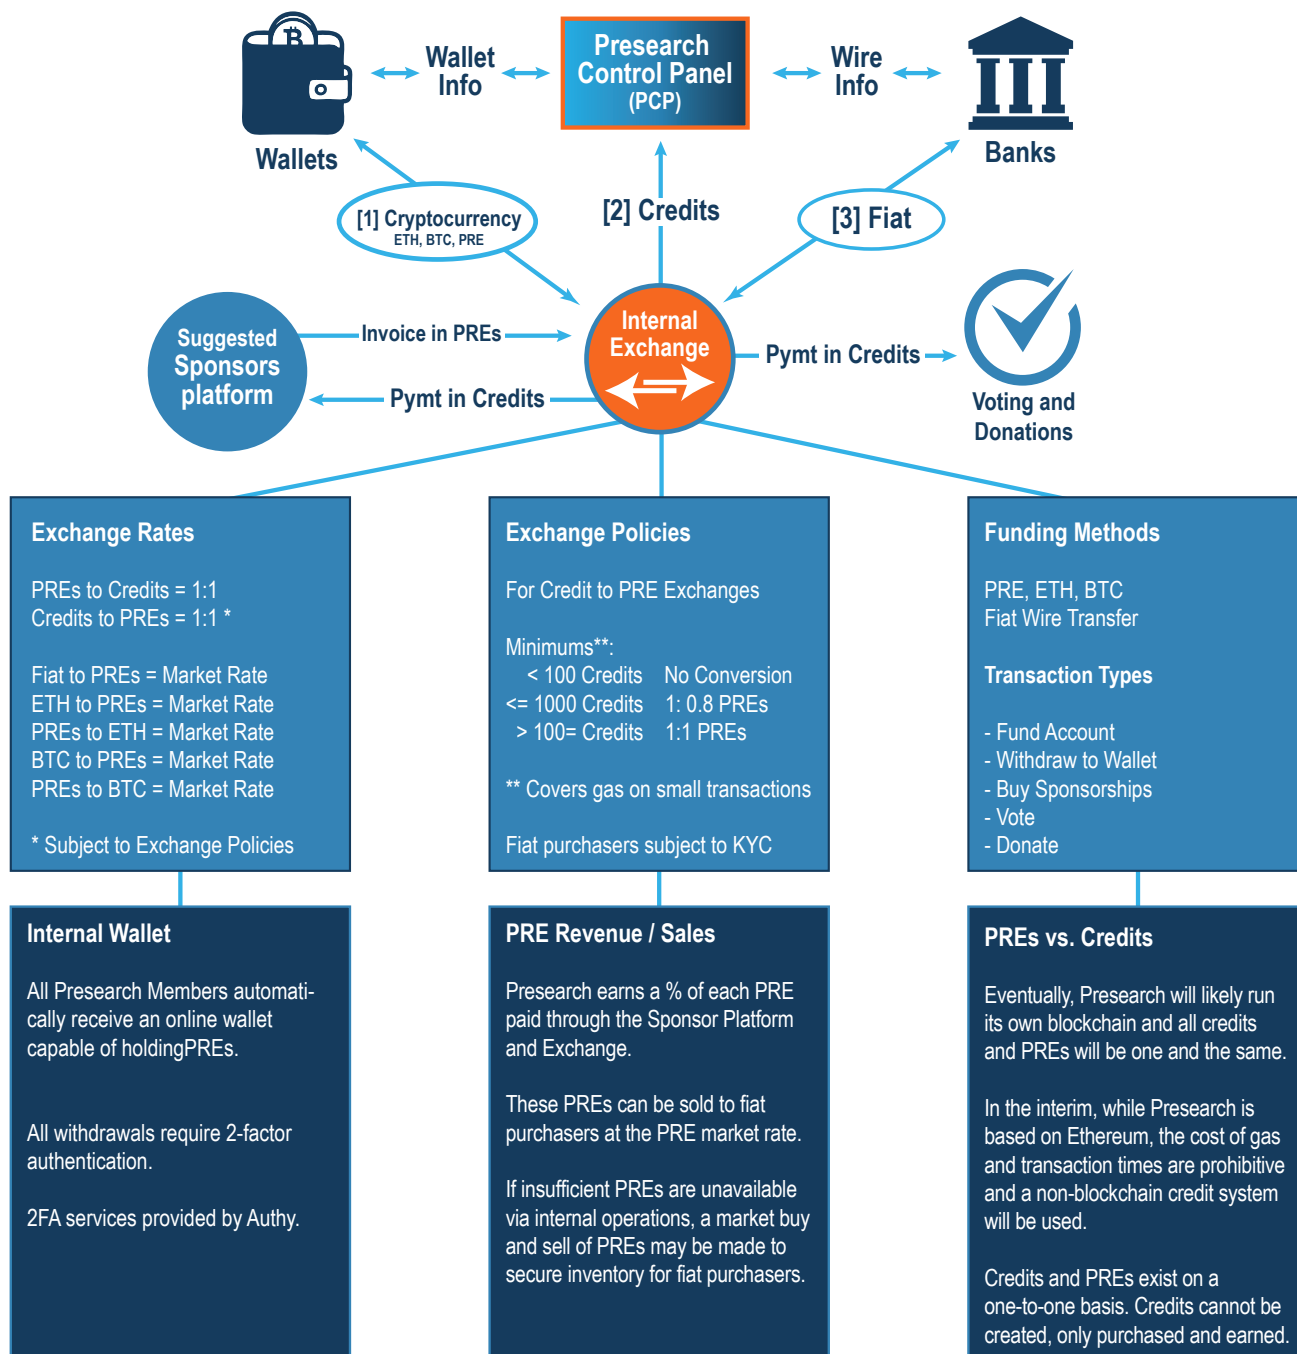 B
Wallets
Wallet
Info
Presearch
Control Panel
(PCP)
Wire
Info
Banks
[1] Cryptocurrency
ETH, BTC, PRE
[2] Credits
[3] Fiat
Suggested
Sponsors
platform
Invoice in PREs
Pymt in Credits
Internal
Exchange
Pymt in Credits
Voting and
Donations
Exchange Rates
PREs to Credits = 1:1
Credits to PREs = 1:1 *
Fiat to PREs = Market Rate
ETH to PREs = Market Rate
PREs to ETH = Market Rate
BTC to PREs = Market Rate
PREs to BTC = Market Rate
* Subject to Exchange Policies
Exchange Policies
For Credit to PRE Exchanges
Minimums**:
< 100 Credits No Conversion
<= 1000 Credits 1: 0.8 PREs
> 100= Credits 1:1 PREs
** Covers gas on small transactions
Fiat purchasers subject to KYC
Funding Methods
PRE, ETH, BTC
Fiat Wire Transfer
Transaction Types
- Fund Account
- Withdraw to Wallet
- Buy Sponsorships
- Vote
- Donate
Internal Wallet
All Presearch Members automati-
cally receive an online wallet
capable of holdingPREs.
All withdrawals require 2-factor
authentication.
2FA services provided by Authy.
PRE Revenue / Sales
Presearch earns a % of each PRE
paid through the Sponsor Platform
and Exchange.
These PREs can be sold to fiat
purchasers at the PRE market rate.
If insufficient PREs are unavailable
via internal operations, a market buy
and sell of PREs may be made to
secure inventory for fiat purchasers.
PREs vs. Credits
Eventually, Presearch will likely run
its own blockchain and all credits
and PREs will be one and the same.
In the interim, while Presearch is
based on Ethereum, the cost of gas
and transaction times are prohibitive
and a non-blockchain credit system
will be used.
Credits and PREs exist on a
one-to-one basis. Credits cannot be
created, only purchased and earned.